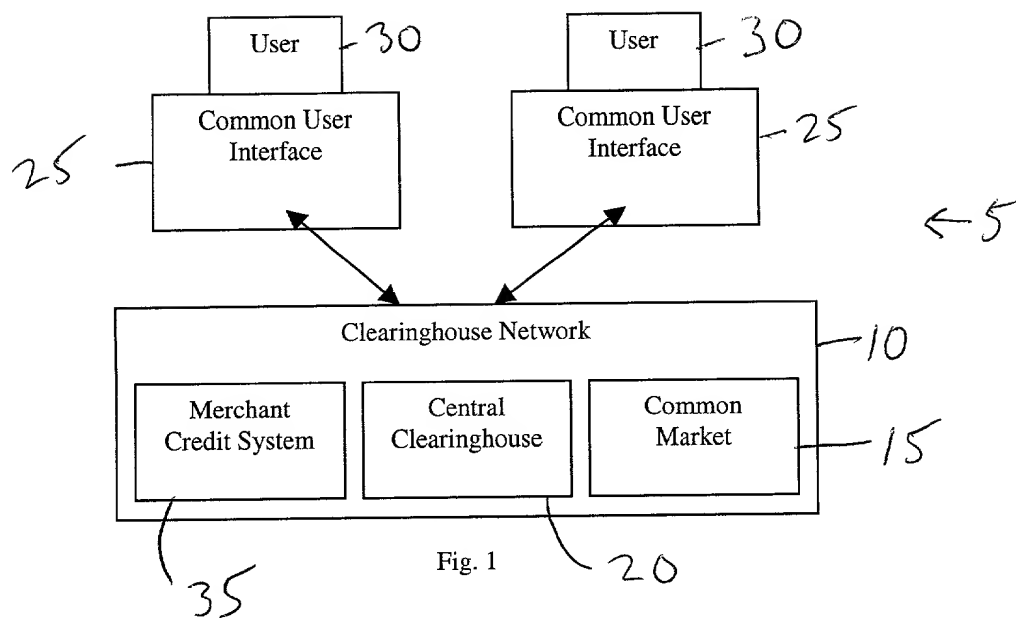 User
30
User
30
Common User
Interface
25
Common User
Interface
25
5
Clearinghouse Network
10
Merchant
Credit System
Central
Clearinghouse
Common
Market
15
Fig. 1
35
20